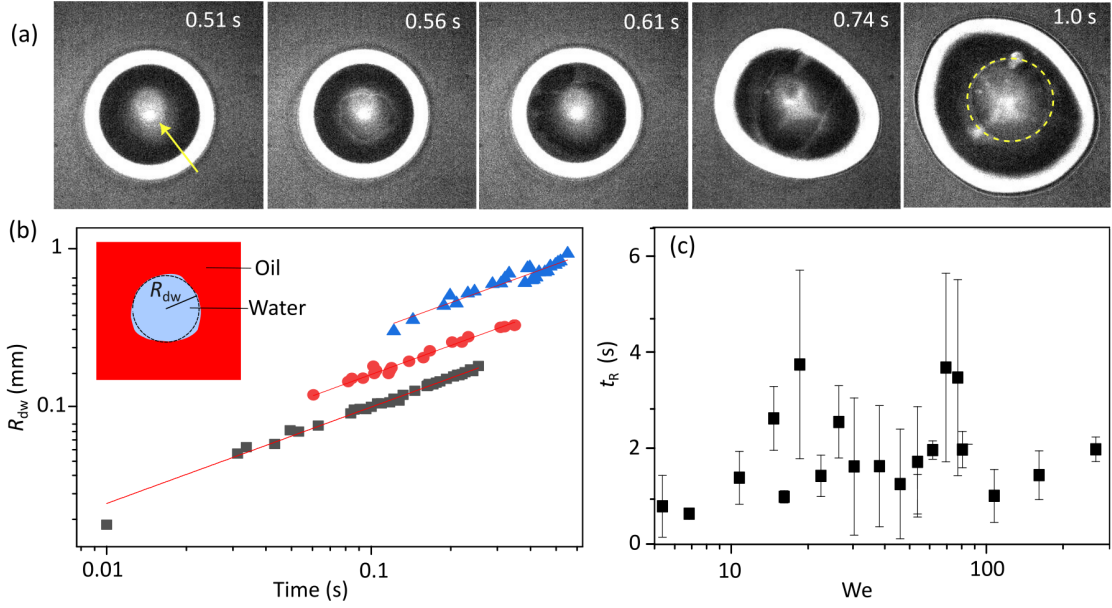 (a)
0.51 s
0.56 s
0.61 s
0.74 s
1.0 s
(b)
1
0.1
R_dw (mm)
0.01
0.1
Time (s)
Oil
R_dw
Water
(c)
6
4
2
0
t_R (s)
10
100
We